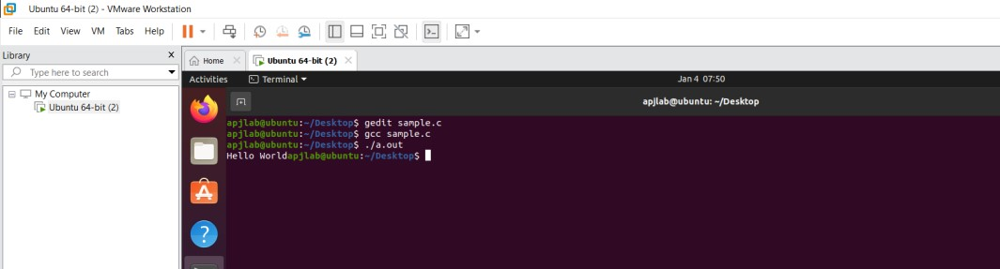 Ubuntu 64-bit (2) - VMware Workstation
File Edit View VM Tabs Help
Library X
Type here to search
My Computer
Ubuntu 64-bit (2)
Home Ubuntu 64-bit (2)
Activities Terminal Jan 4 07:50
apjlab@ubuntu: ~/Desktop
apjlab@ubuntu:~/Desktop$ gedit sample.c
apjlab@ubuntu:~/Desktop$ gcc sample.c
apjlab@ubuntu:~/Desktop$ ./a.out
Hello Worldapjlab@ubuntu:~/Desktop$